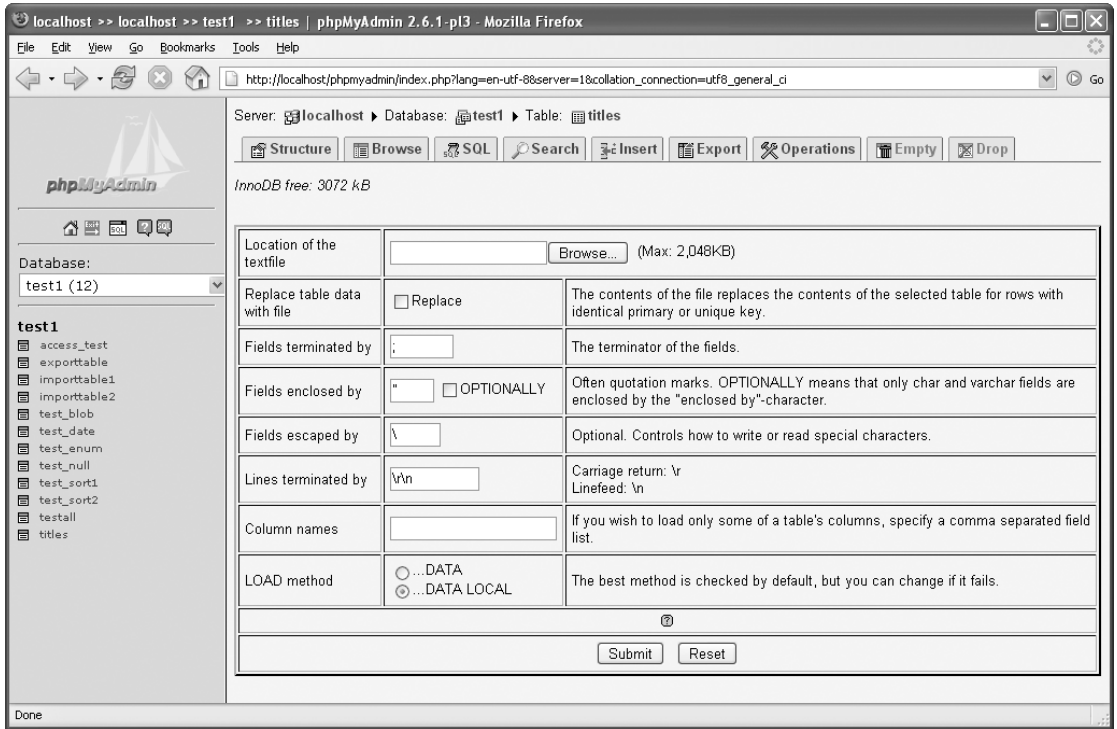 localhost >> localhost >> test1 >> titles | phpMyAdmin 2.6.1-pl3 - Mozilla Firefox
File Edit View Go Bookmarks Tools Help
http://localhost/phpmyadmin/index.php?lang=en-utf-8&server=1&collation_connection=utf8_general_ci
Go
phpMyAdmin
Exit
SQL
? SQL
Database:
test1 (12)
test1
access_test
exporttable
importtable1
importtable2
test_blob
test_date
test_enum
test_null
test_sort1
test_sort2
testall
titles
Server: localhost Database: test1 Table: titles
Structure Browse SQL Search Insert Export Operations Empty Drop
InnoDB free: 3072 kB
Location of the
textfile
Browse... (Max: 2,048KB)
Replace table data
with file
Replace
The contents of the file replaces the contents of the selected table for rows with
identical primary or unique key.
Fields terminated by
;
The terminator of the fields.
Fields enclosed by
" OPTIONALLY
Often quotation marks. OPTIONALLY means that only char and varchar fields are
enclosed by the "enclosed by"-character.
Fields escaped by
\
Optional. Controls how to write or read special characters.
Lines terminated by
\r\n
Carriage return: \r
Linefeed: \n
Column names
If you wish to load only some of a table's columns, specify a comma separated field
list.
LOAD method
...DATA
...DATA LOCAL
The best method is checked by default, but you can change if it fails.
?
Submit Reset
Done